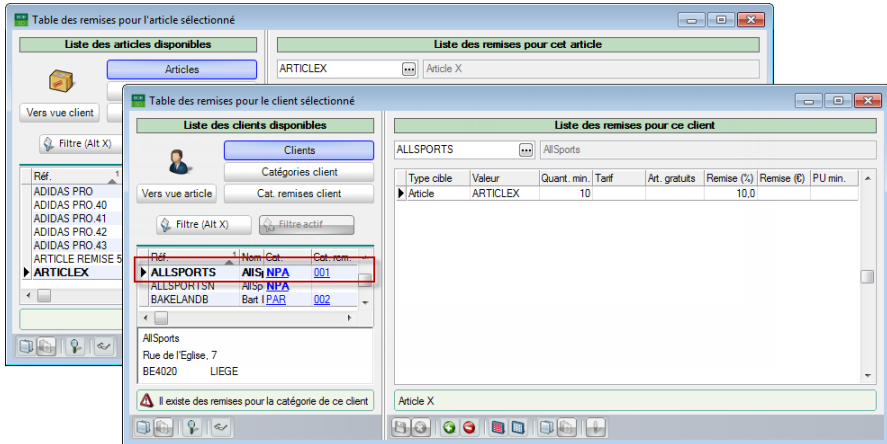 Table des remises pour l'article sélectionné
Liste des articles disponibles
Liste des remises pour cet article
Articles
ARTICLEX
Article X
Vers vue client
Filtre (Alt X)
Réf. 1
ADIDAS PRO
ADIDAS PRO.40
ADIDAS PRO.41
ADIDAS PRO.42
ADIDAS PRO.43
ARTICLE REMISE 5
ARTICLEX
Table des remises pour le client sélectionné
Liste des clients disponibles
Clients
Catégories client
Vers vue article
Cat. remises client
Filtre (Alt X)
Filtre actif
Réf. 1 Nom Cat. Cat. rem.
ALLSPORTS NPA 001
ALLSPORTSN AllSp NPA
BAKELANDB Bart PAR 002
AllSports
Rue de l'Eglise, 7
BE4020 LIEGE
Il existe des remises pour la catégorie de ce client
Liste des remises pour ce client
ALLSPORTS
AllSports
Type cible Valeur Quant. min. Tarif Art. gratuits Remise (%) Remise (€) PU min.
Article ARTICLEX 10 10,0
Article X